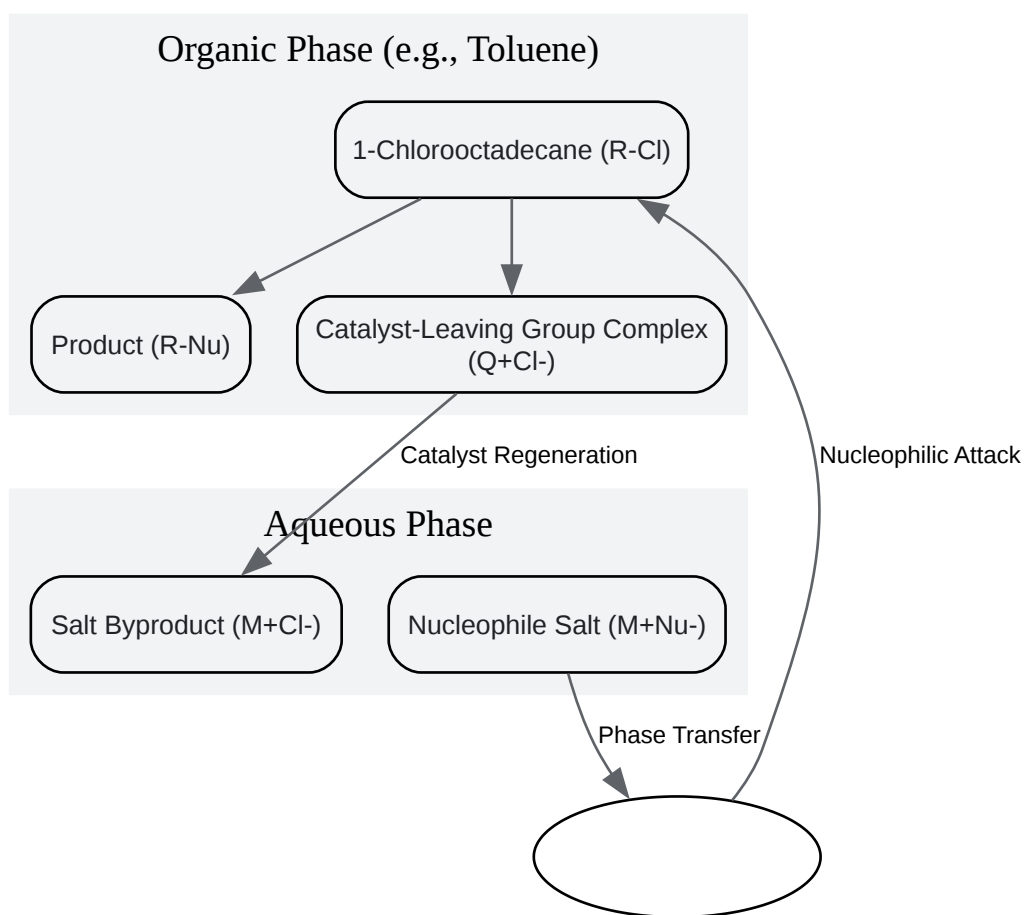 Organic Phase (e.g., Toluene)
1-Chlorooctadecane (R-Cl)
Product (R-Nu)
Catalyst-Leaving Group Complex
(Q+Cl-)
Catalyst Regeneration
Nucleophilic Attack
Aqueous Phase
Salt Byproduct (M+Cl-)
Nucleophile Salt (M+Nu-)
Phase Transfer